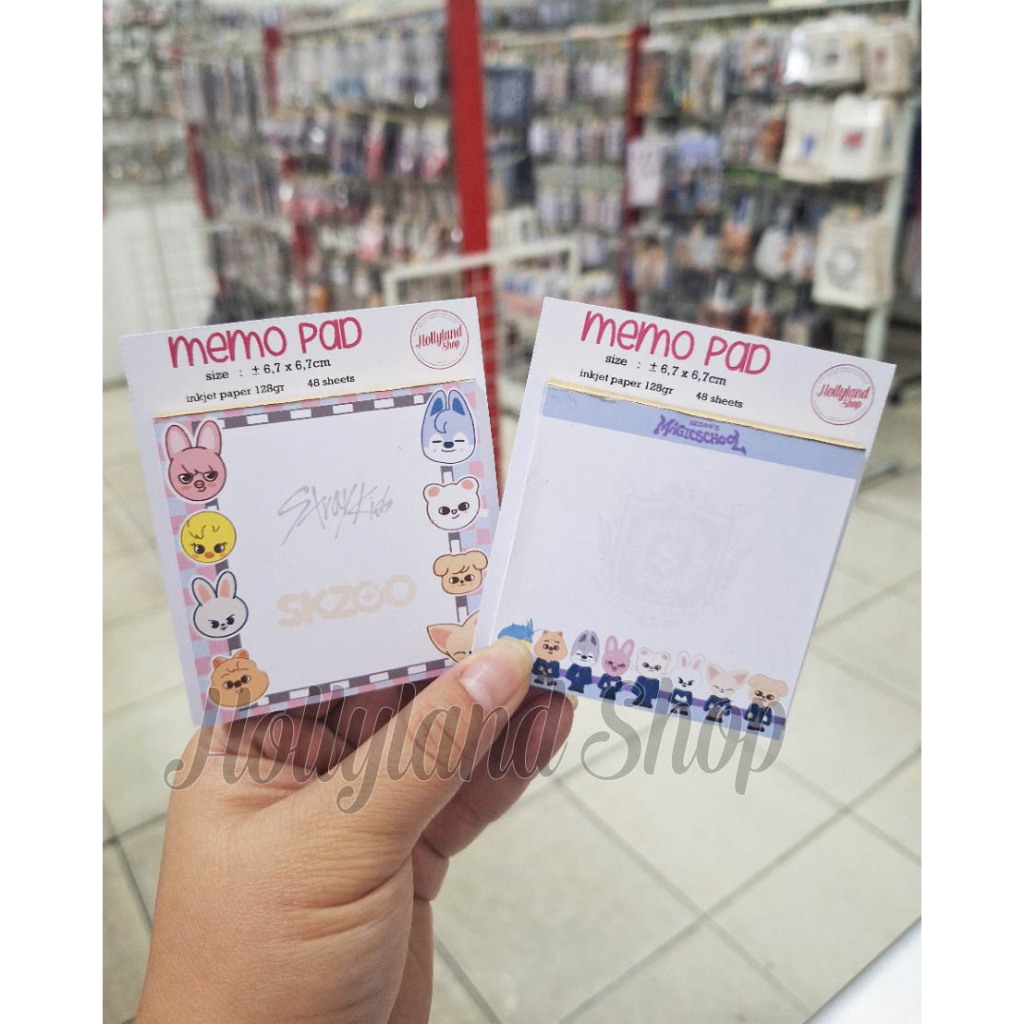 memo pad
size : ± 6,7 x 6,7cm
inkjet paper 128gr 48 sheets
Hollyland
Shop
Stray Kids
SKZOO
memo pad
size : ± 6,7 x 6,7cm
inkjet paper 128gr 48 sheets
Hollyland
Shop
SKZOO'S
MAGICSCHOOL
Hollyland Shop